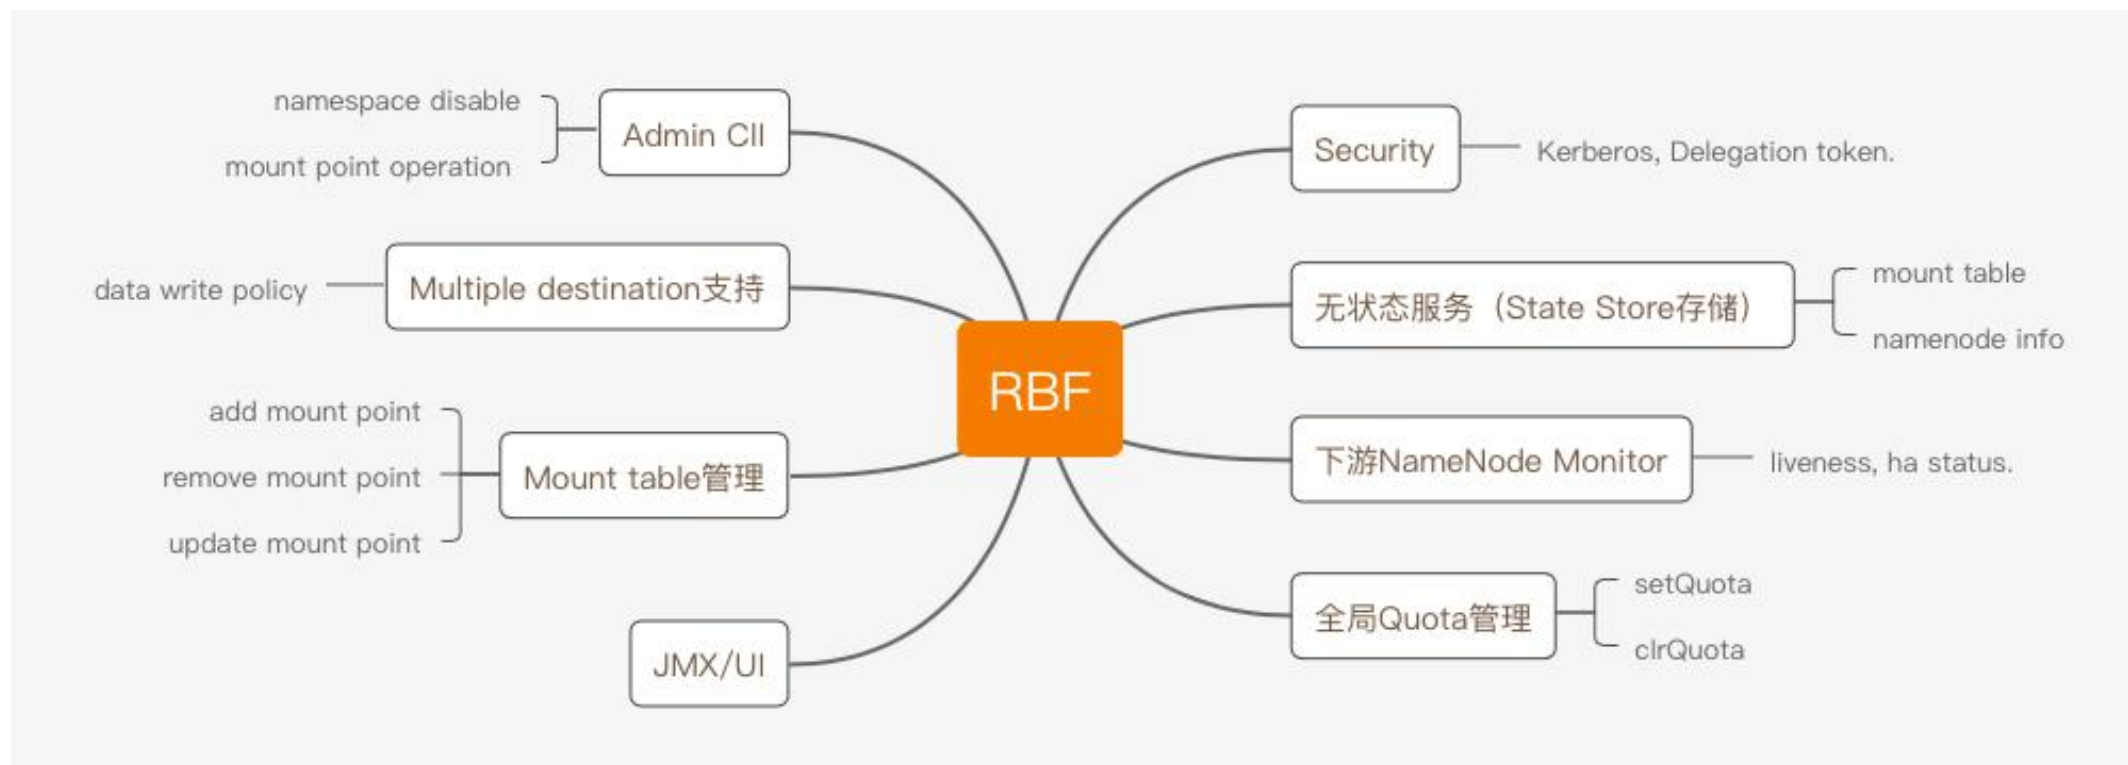 namespace disable
mount point operation
Admin ClI
data write policy
Multiple destination支持
add mount point
remove mount point
update mount point
Mount table管理
JMX/UI
RBF
Security
Kerberos, Delegation token.
无状态服务（State Store存储）
mount table
namenode info
下游NameNode Monitor
liveness, ha status.
全局Quota管理
setQuota
clrQuota